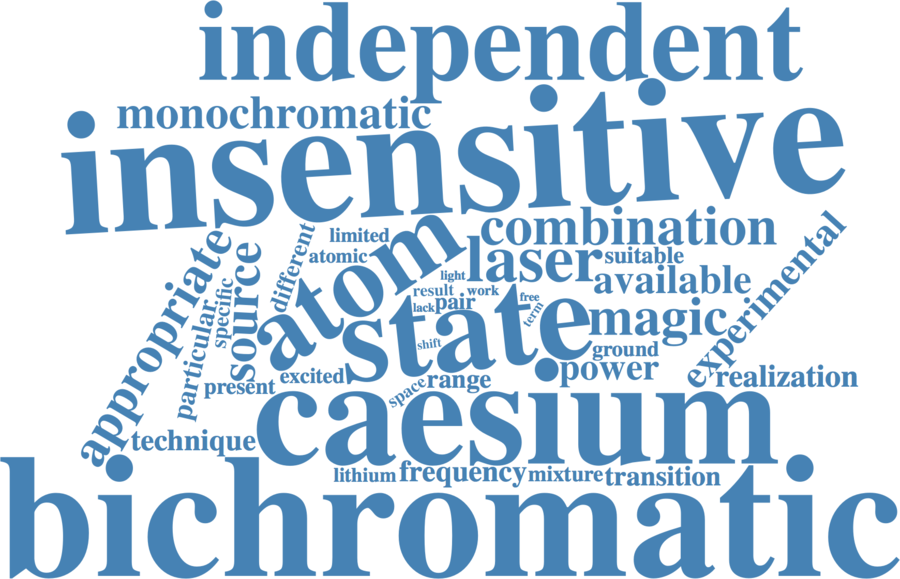 independent
monochromatic
insensitive
combination
limited
atomic
atom
laser
suitable
available
light
result
work
lack
pair
free
term
state
shift
magic
ground
power
experimental
realization
appropriate
particular
specific
source
different
present
excited
space
range
caesium
technique
lithium
frequency
mixture
transition
bichromatic